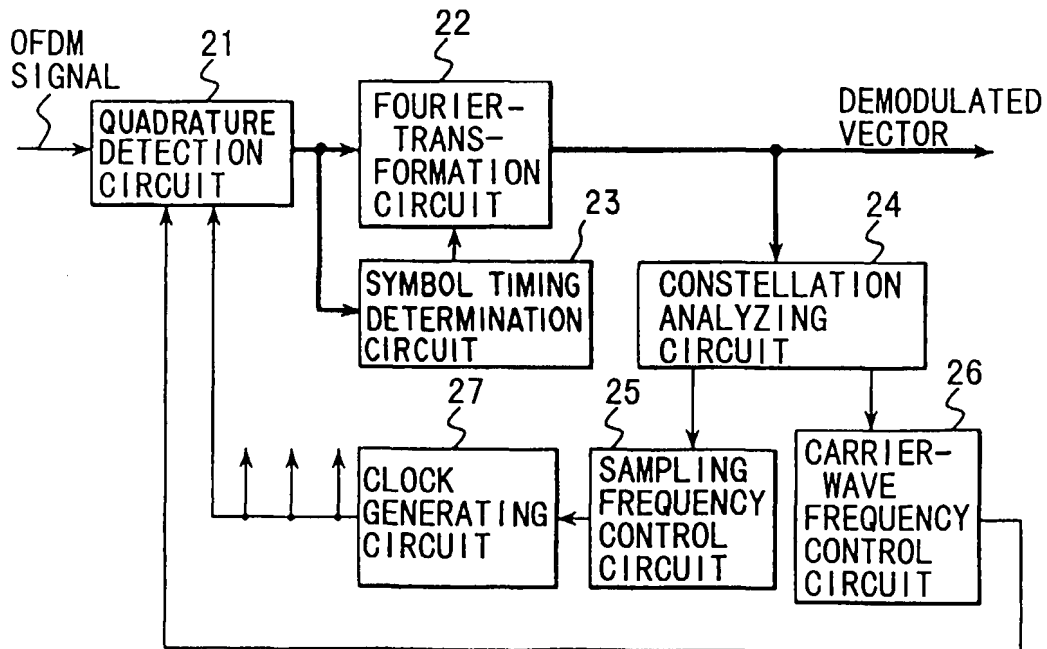 OFDM
SIGNAL
21
QUADRATURE
DETECTION
CIRCUIT
22
FOURIER-
TRANS-
FORMATION
CIRCUIT
DEMODULATED
VECTOR
23
SYMBOL TIMING
DETERMINATION
CIRCUIT
24
CONSTELLATION
ANALYZING
CIRCUIT
27
CLOCK
GENERATING
CIRCUIT
25
SAMPLING
FREQUENCY
CONTROL
CIRCUIT
26
CARRIER-
WAVE
FREQUENCY
CONTROL
CIRCUIT